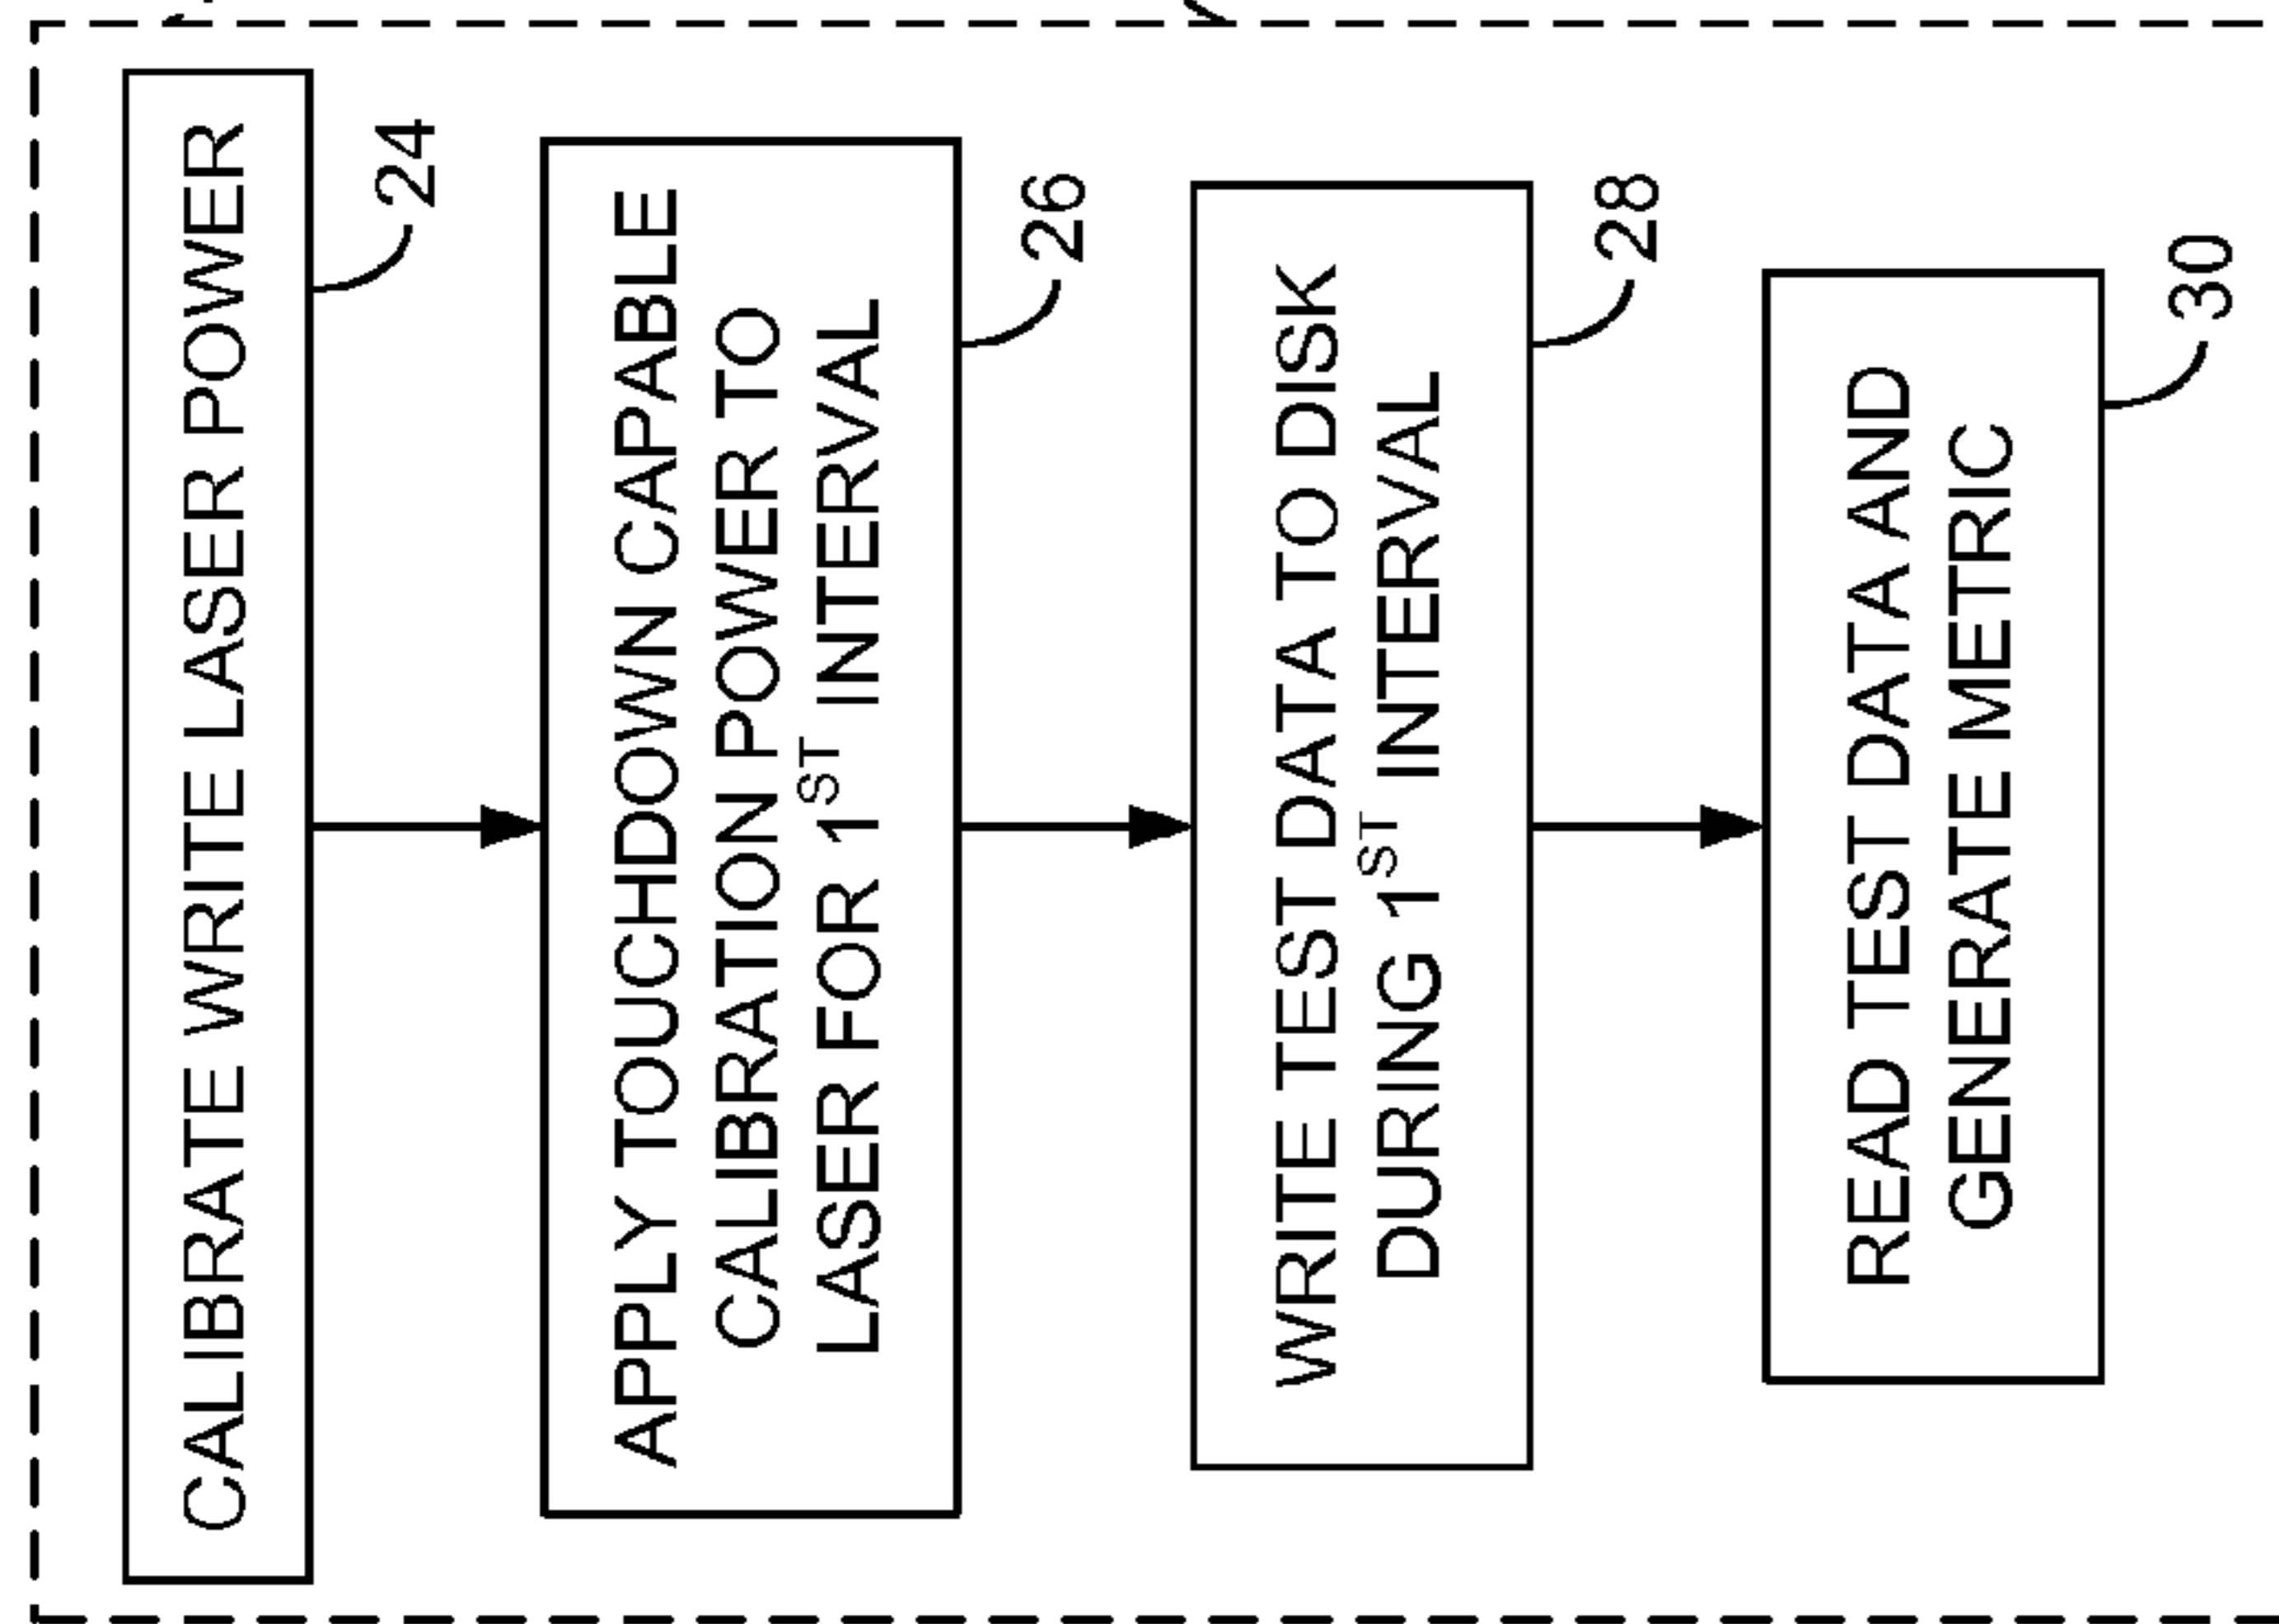 CALIBRATE WRITE LASER POWER
24
APPLY TOUCHDOWN CAPABLE
CALIBRATION POWER TO
LASER FOR 1ST INTERVAL
26
WRITE TEST DATA TO DISK
DURING 1ST INTERVAL
28
READ TEST DATA AND
GENERATE METRIC
30